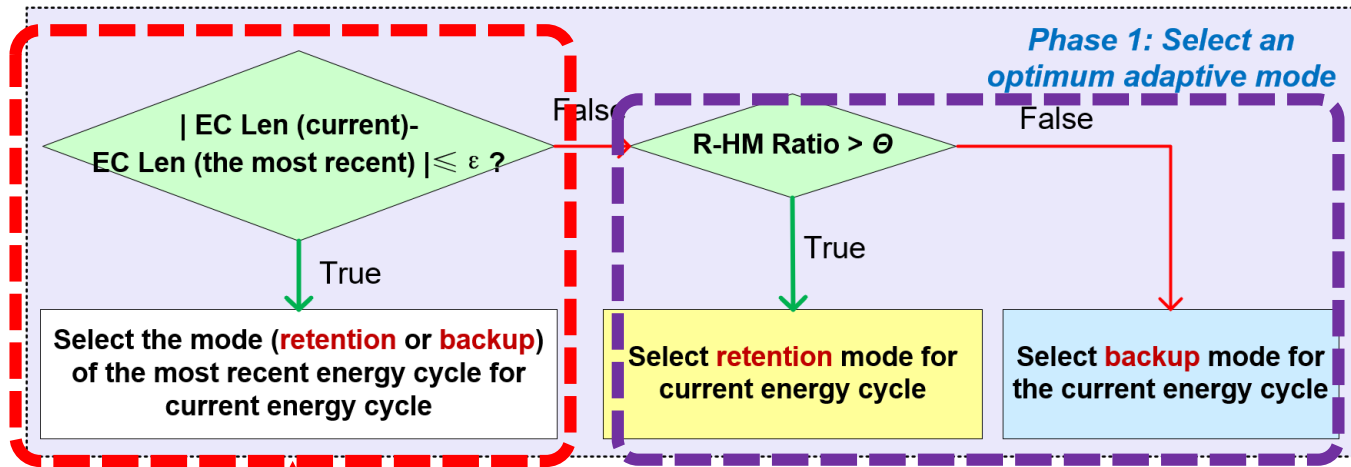 Phase 1: Select an
optimum adaptive mode
| EC Len (current)-
EC Len (the most recent) |≤ ε ?
False
R-HM Ratio > Θ
False
True
True
Select the mode (retention or backup)
of the most recent energy cycle for
current energy cycle
Select retention mode for
current energy cycle
Select backup mode for
the current energy cycle